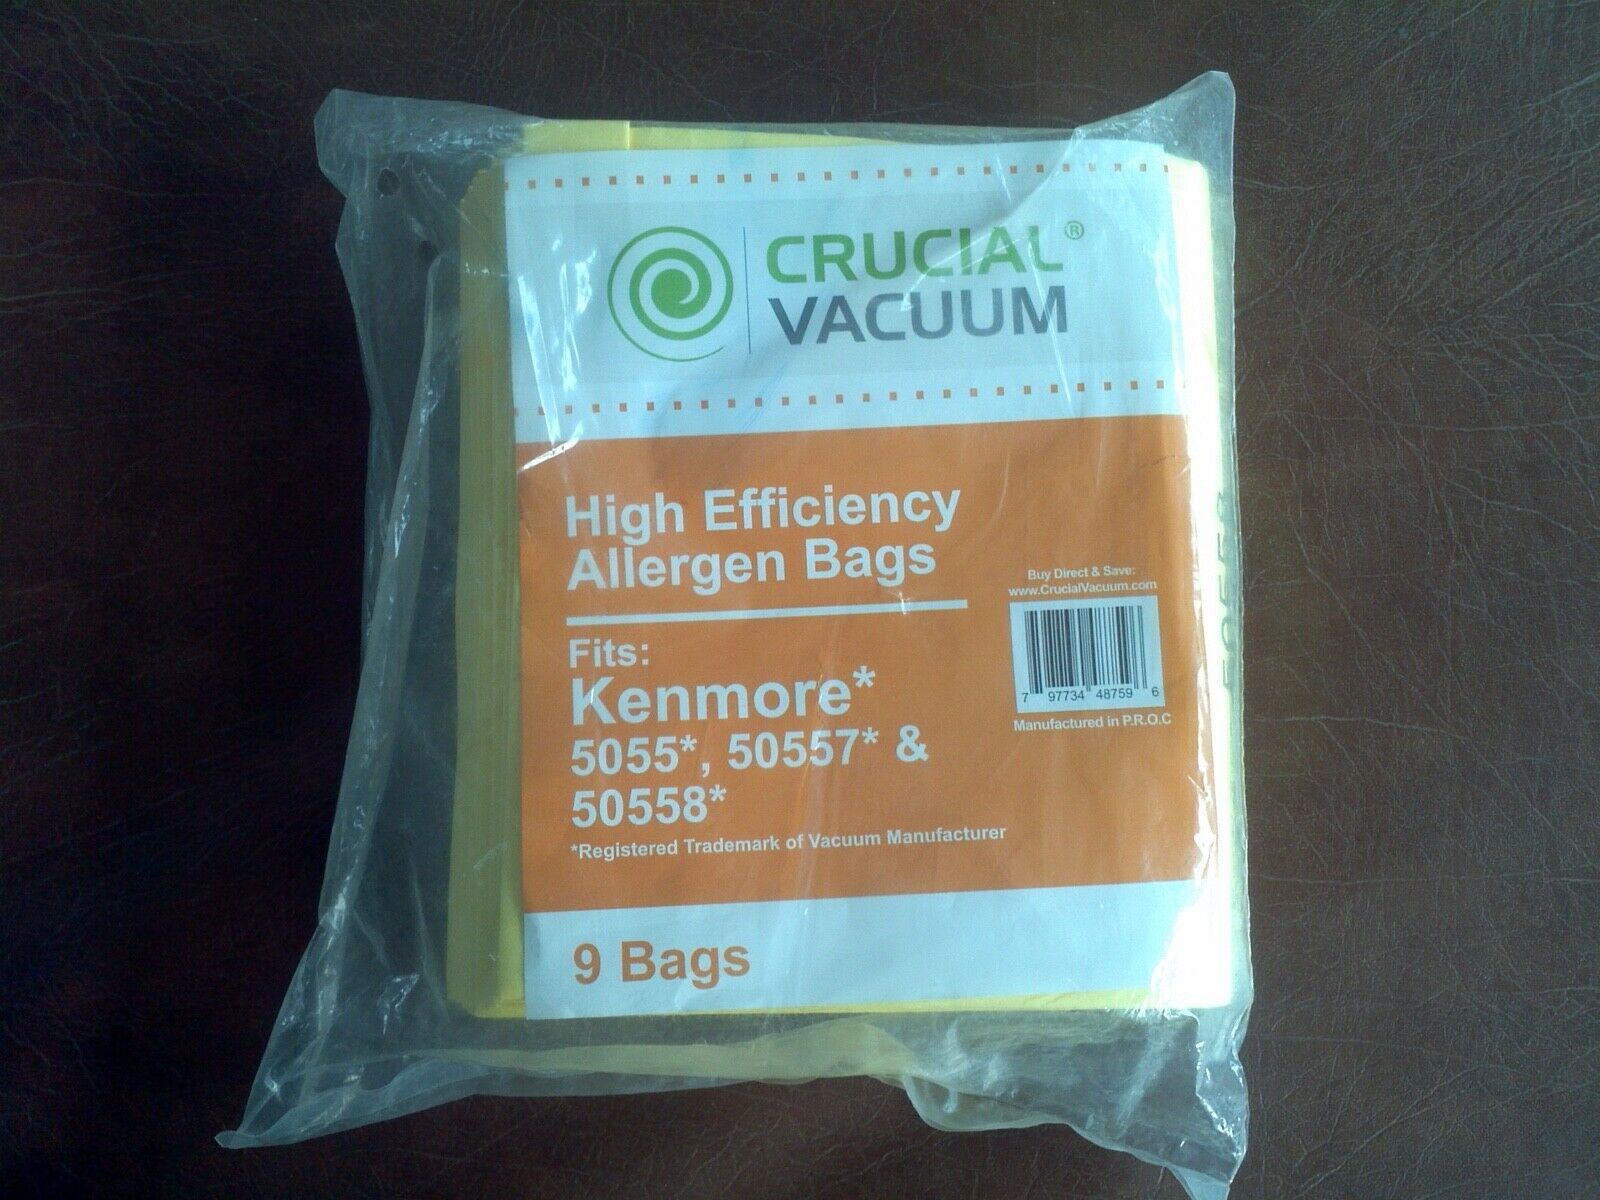 CRUCIAL®
VACUUM
High Efficiency
Allergen Bags
Fits:
Kenmore*
5055*, 50557* &
50558*
*Registered Trademark of Vacuum Manufacturer
9 Bags
Buy Direct & Save:
www.CrucialVacuum.com
7 97734 48759 6
Manufactured in P.R.O.C